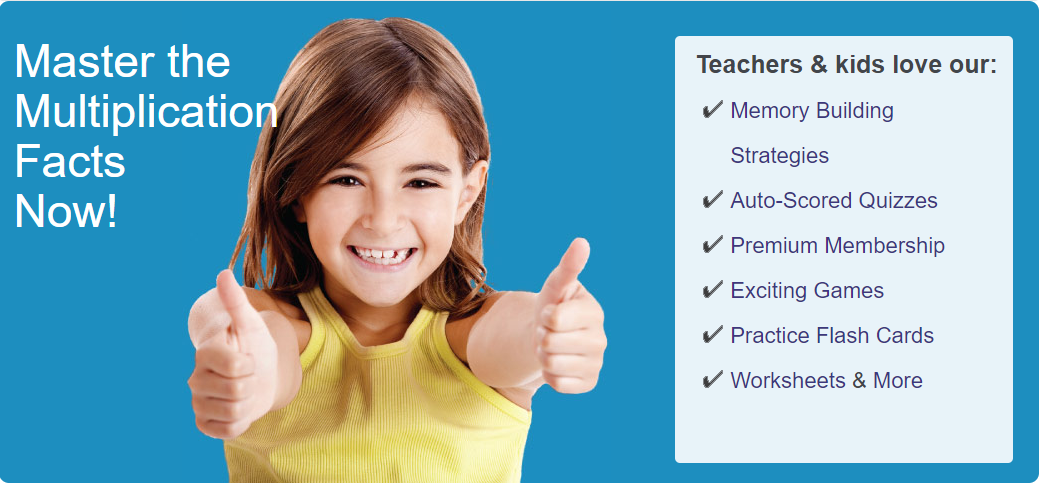 Master the
Multiplication
Facts
Now!
Teachers & kids love our:
✔ Memory Building
Strategies
✔ Auto-Scored Quizzes
✔ Premium Membership
✔ Exciting Games
✔ Practice Flash Cards
✔ Worksheets & More